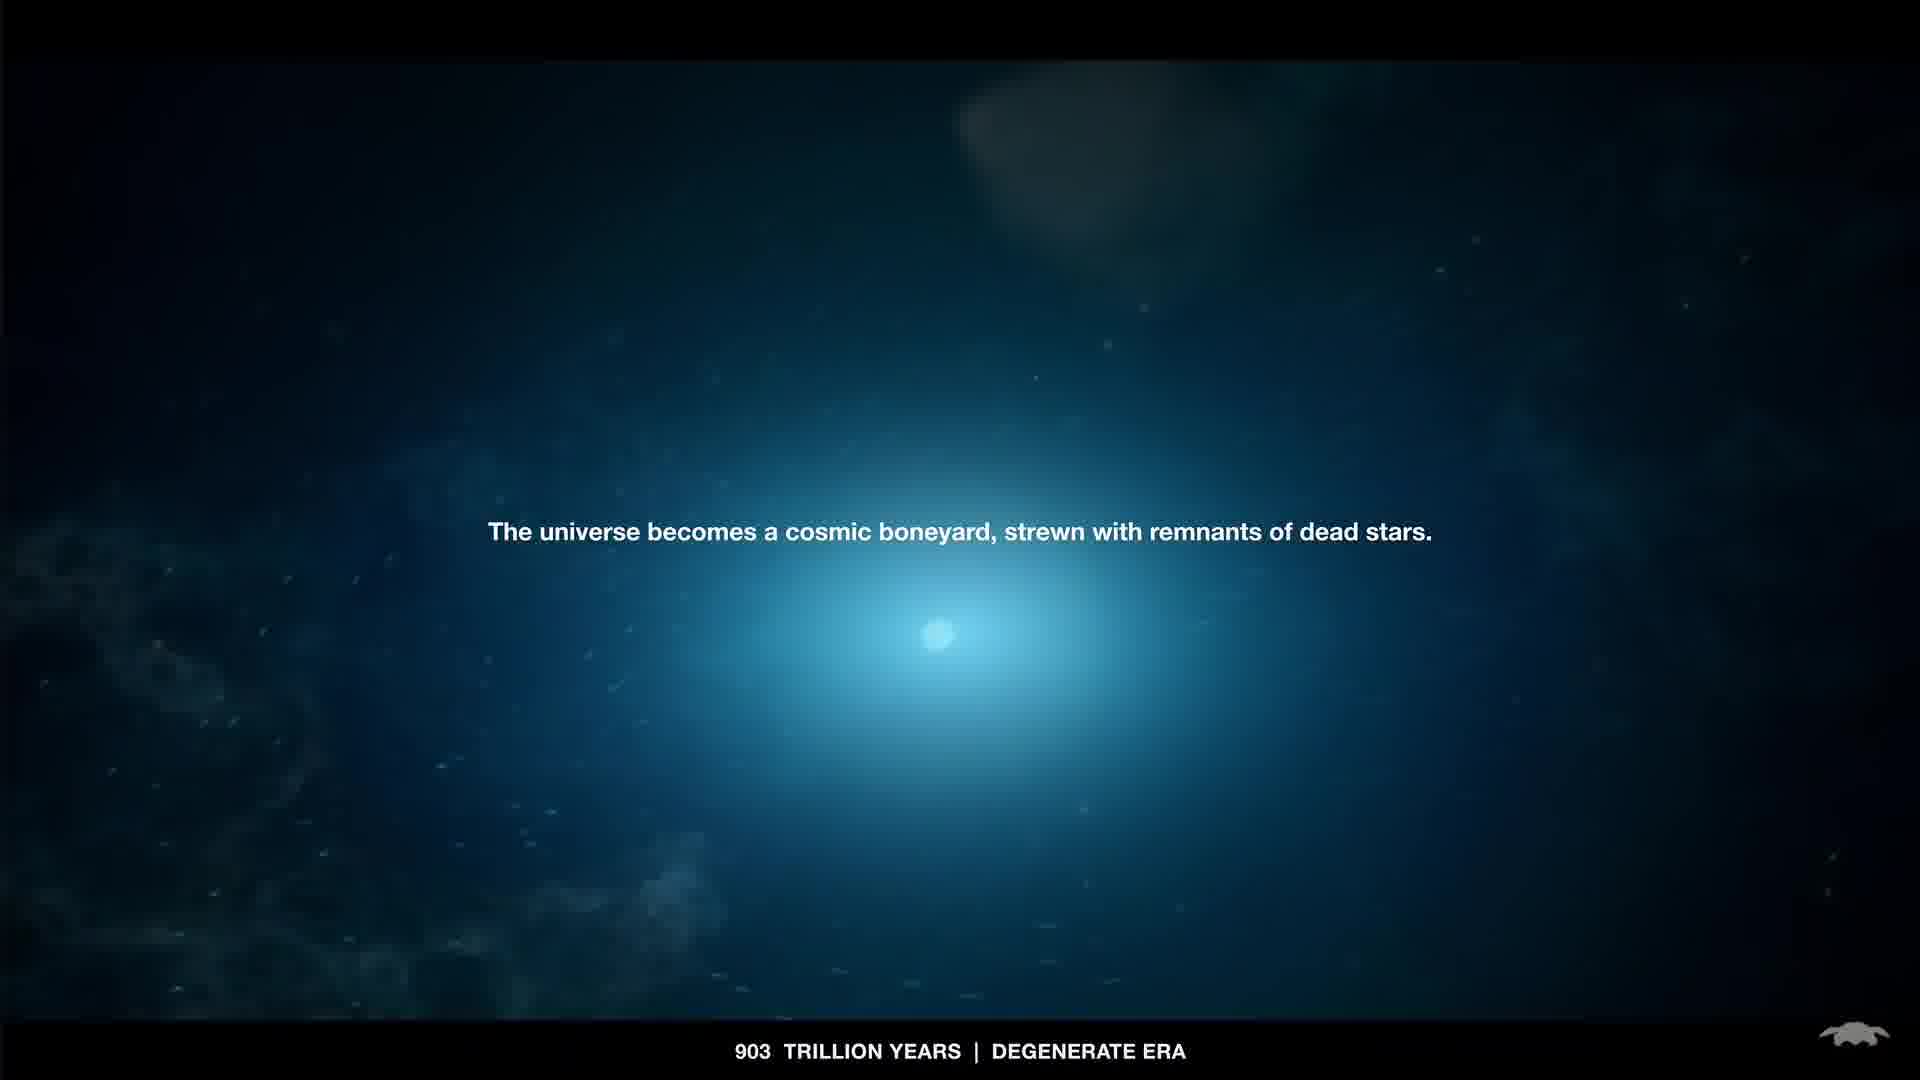 The universe becomes a cosmic boneyard, strewn with remnants of dead stars.
903 TRILLION YEARS | DEGENERATE ERA